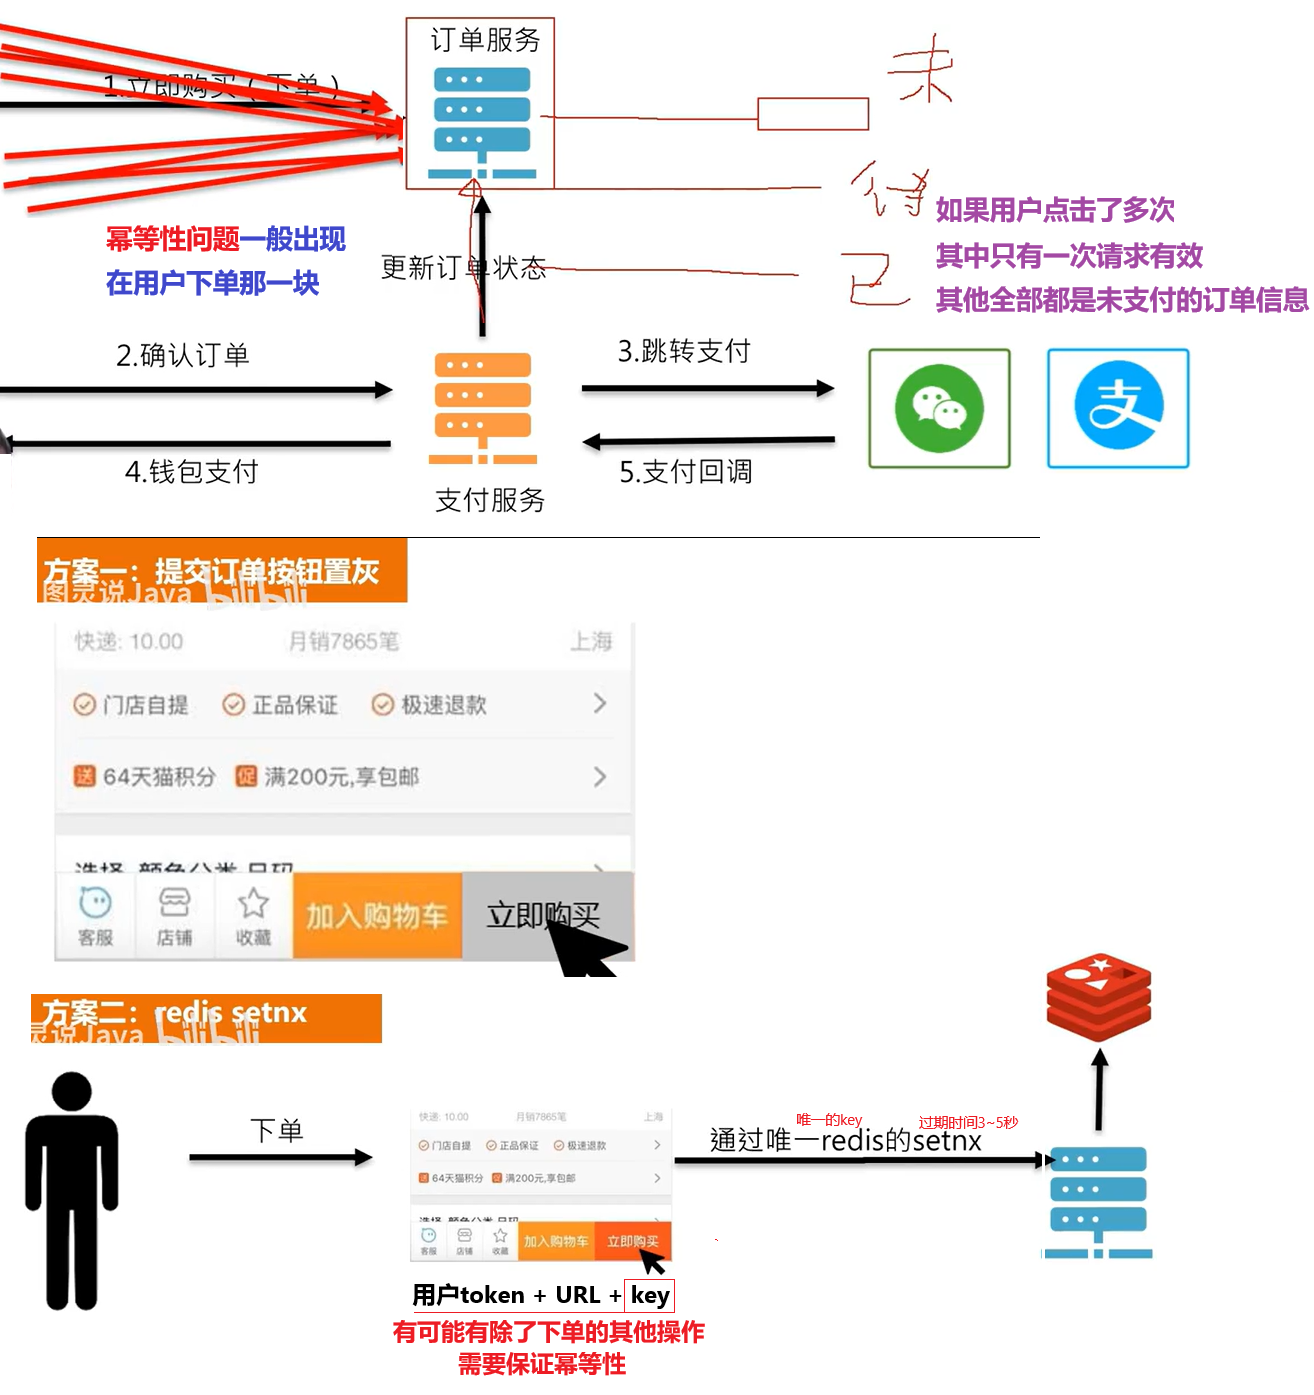 订单服务
未
1.立即购买（下单）
待
如果用户点击了多次
幂等性问题一般出现
其中只有一次请求有效
更新订单状态
已
在用户下单那一块
其他全部都是未支付的订单信息
2.确认订单
3.跳转支付
支
4.钱包支付
5.支付回调
支付服务
方案一：提交订单按钮置灰
图灵说Java bilibili
快递: 10.00 月销7865笔 上海
门店自提 正品保证 极速退款
送 64天猫积分 促 满200元,享包邮
选择 颜色分类 尺码
客服 店铺 收藏 加入购物车 立即购买
方案二：redis setnx
灵说Java bilibili
下单
快递: 10.00 月销7865笔 上海
门店自提 正品保证 极速退款
64天猫积分 满200元,享包邮
选择 颜色分类 尺码
客服 店铺 收藏 加入购物车 立即购买
唯一的key
过期时间3~5秒
通过唯一redis的setnx
用户token + URL + key
有可能有除了下单的其他操作
需要保证幂等性